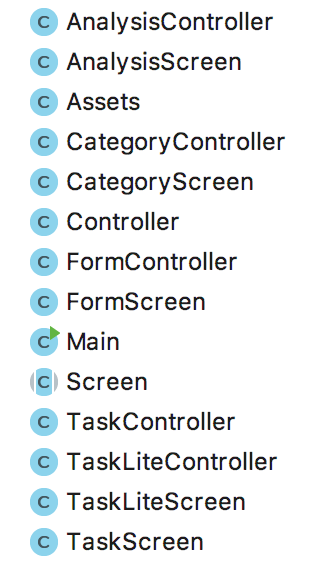 C AnalysisController
C AnalysisScreen
C Assets
C CategoryController
C CategoryScreen
C Controller
C FormController
C FormScreen
C Main
C Screen
C TaskController
C TaskLiteController
C TaskLiteScreen
C TaskScreen